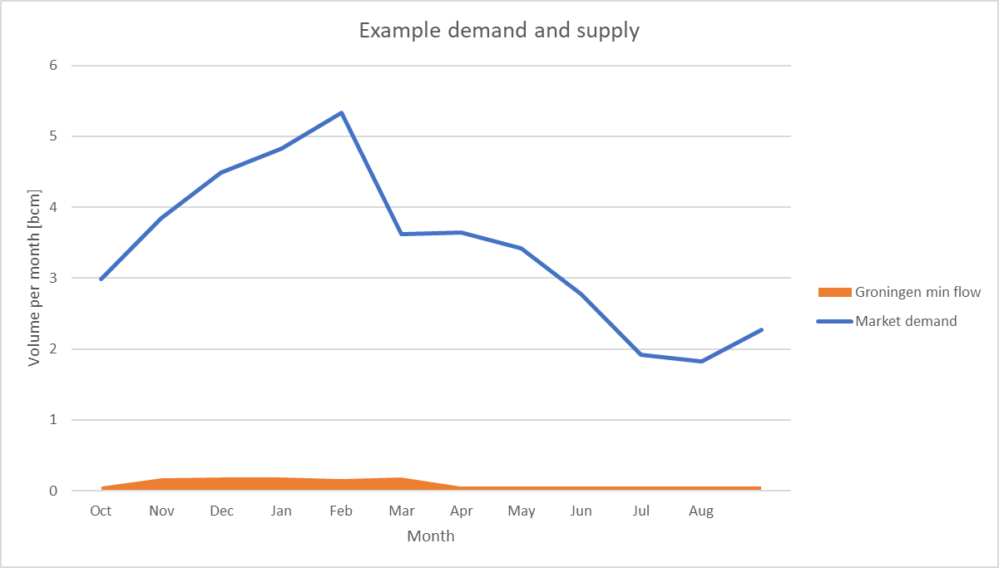 Example demand and supply
6
5
4
3
2
1
0
Volume per month [bcm]
Oct Nov Dec Jan Feb Mar Apr May Jun Jul Aug
Month
Groningen min flow
Market demand